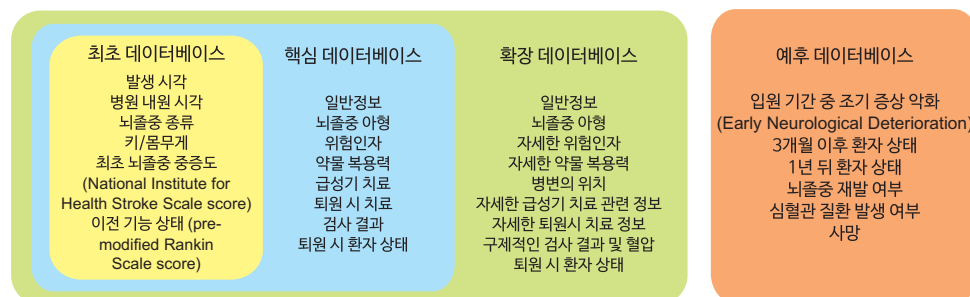 최초 데이터베이스
발생 시각
병원 내원 시각
뇌졸중 종류
키/몸무게
최초 뇌졸중 중증도
(National Institute for
Health Stroke Scale score)
이전 기능 상태 (pre-
modified Rankin
Scale score)
핵심 데이터베이스
일반정보
뇌졸중 아형
위험인자
약물 복용력
급성기 치료
퇴원 시 치료
검사 결과
퇴원 시 환자 상태
확장 데이터베이스
일반정보
뇌졸중 아형
자세한 위험인자
자세한 약물 복용력
병변의 위치
자세한 급성기 치료 관련 정보
자세한 퇴원시 치료 정보
구제적인 검사 결과 및 혈압
퇴원 시 환자 상태
예후 데이터베이스
입원 기간 중 조기 증상 악화
(Early Neurological Deterioration)
3개월 이후 환자 상태
1년 뒤 환자 상태
뇌졸중 재발 여부
심혈관 질환 발생 여부
사망